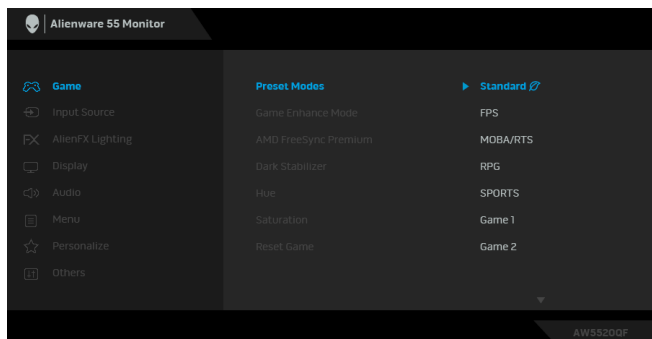 Alienware 55 Monitor
Game Preset Modes Standard
Input Source Game Enhance Mode FPS
FX AlienFX Lighting AMD FreeSync Premium MOBA/RTS
Display Dark Stabilizer RPG
Audio Hue SPORTS
Menu Saturation Game 1
Personalize Reset Game Game 2
Others
AW5520QF